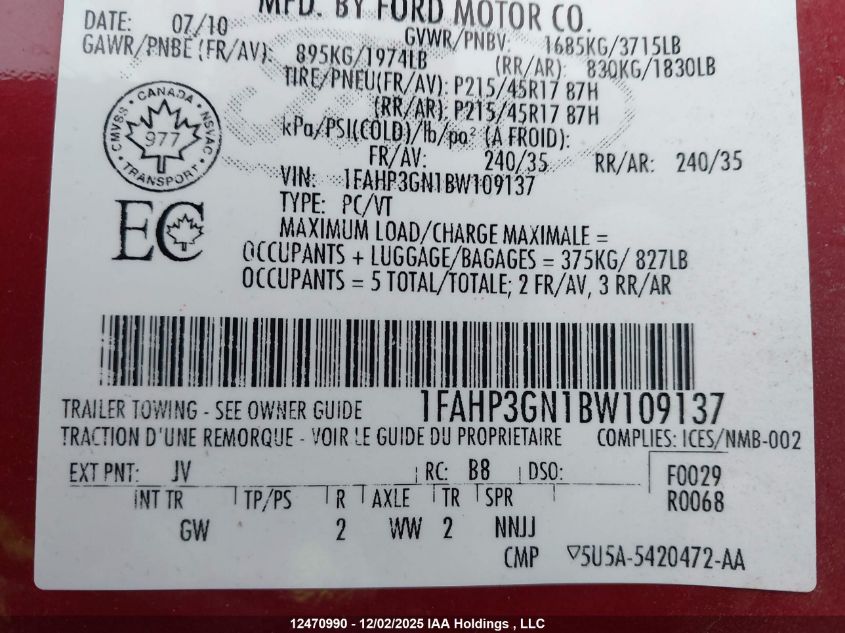 MFD. BY FORD MOTOR CO.
DATE: 07/10 GVWR/PNBV: 1685KG/3715LB
GAWR/PNBE (FR/AV): 895KG/1974LB (RR/AR): 830KG/1830LB
TIRE/PNEU(FR/AV): P215/45R17 87H
(RR/AR): P215/45R17 87H
kPa/PSI(COLD)/lb/po² (A FROID):
FR/AV: 240/35 RR/AR: 240/35
VIN: 1FAHP3GN1BW109137
TYPE: PC/VT
CMVSS CANADA NSVAC
977
TRANSPORT
EC
MAXIMUM LOAD/CHARGE MAXIMALE =
OCCUPANTS + LUGGAGE/BAGAGES = 375KG/ 827LB
OCCUPANTS = 5 TOTAL/TOTALE; 2 FR/AV, 3 RR/AR
TRAILER TOWING - SEE OWNER GUIDE 1FAHP3GN1BW109137
TRACTION D'UNE REMORQUE - VOIR LE GUIDE DU PROPRIETAIRE COMPLIES: ICES/NMB-002
EXT PNT: JV RC: B8 DSO: F0029
INT TR TP/PS R AXLE TR SPR R0068
GW 2 WW 2 NNJJ
CMP ▽5U5A-5420472-AA
12470990 - 12/02/2025 IAA Holdings , LLC